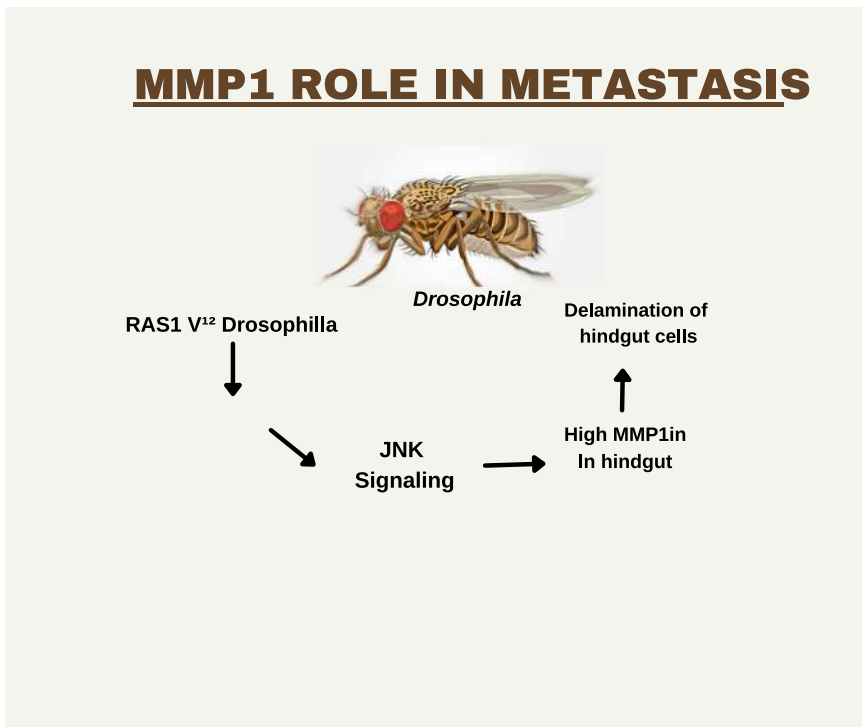 MMP1 ROLE IN METASTASIS
Drosophila
RAS1 V¹² Drosophilla
JNK
Signaling
High MMP1in
In hindgut
Delamination of
hindgut cells